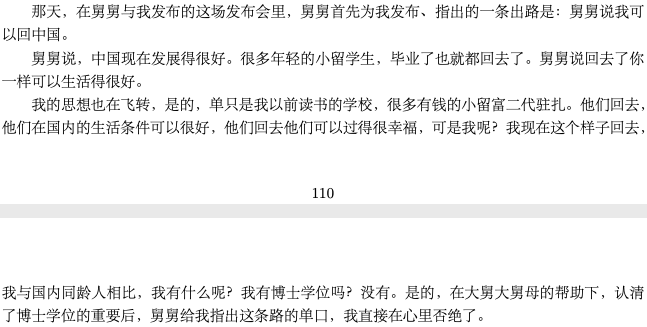 那天，在舅舅与我发布的这场发布会里，舅舅首先为我发布、指出的一条出路是：舅舅说我可
以回中国。
舅舅说，中国现在发展得很好。很多年轻的小留学生，毕业了也就都回去了。舅舅说回去了你
一样可以生活得很好。
我的思想也在飞转，是的，单只是我以前读书的学校，很多有钱的小留富二代驻扎。他们回去，
他们在国内的生活条件可以很好，他们回去他们可以过得很幸福，可是我呢？我现在这个样子回去，
110
我与国内同龄人相比，我有什么呢？我有博士学位吗？没有。是的，在大舅大舅母的帮助下，认清
了博士学位的重要后，舅舅给我指出这条路的单口，我直接在心里否绝了。